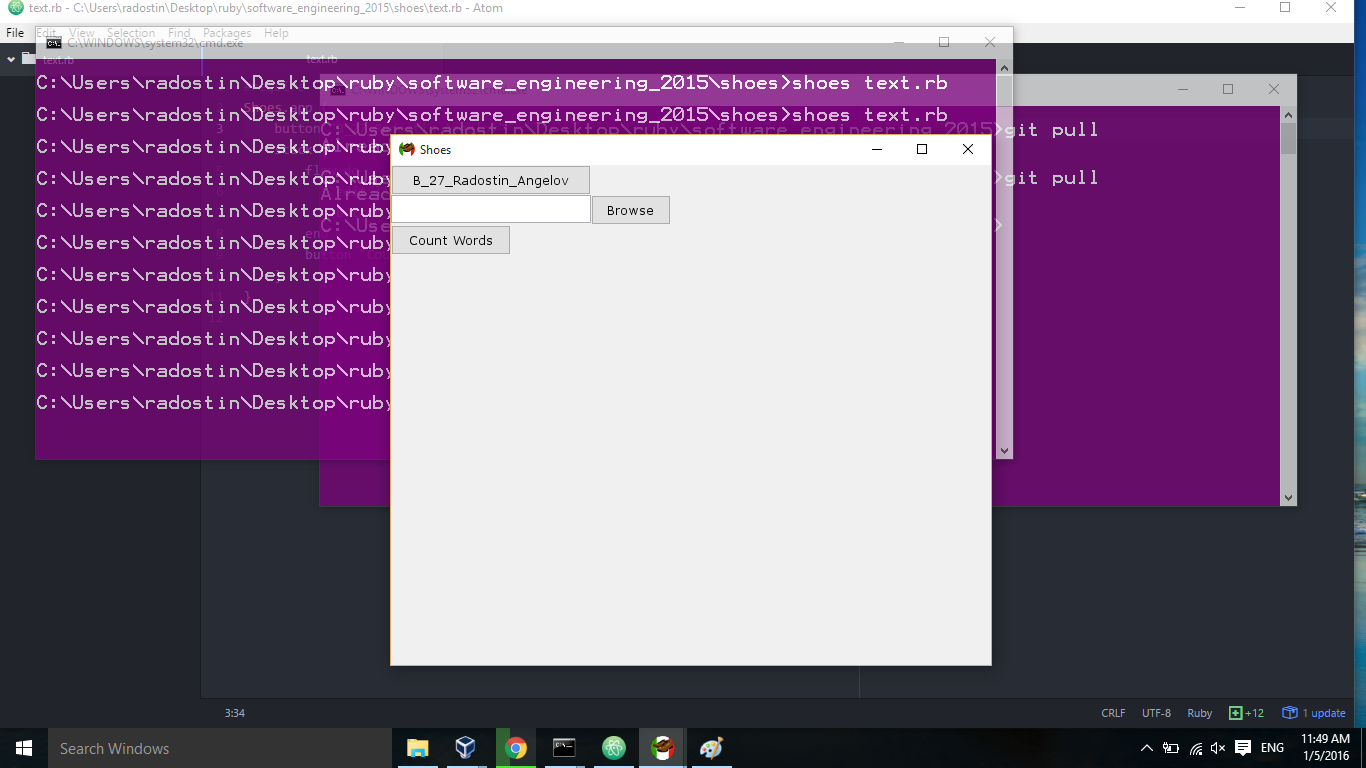 text.rb - C:\Users\radostin\Desktop\ruby\software_engineering_2015\shoes\text.rb - Atom
File Edit View Selection Find Packages Help
C:\WINDOWS\system32\cmd.exe
text.rb
text.rb
C:\Users\radostin\Desktop\ruby\software_engineering_2015\shoes>shoes text.rb
C:\Users\radostin\Desktop\ruby\software_engineering_2015\shoes>shoes text.rb
C:\Users\radostin\Desktop\ruby\software_engineering_2015>git pull
C:\Users\radostin\Desktop\ruby
C:\Users\radostin\Desktop\ruby
>git pull
C:\Users\radostin\Desktop\ruby
C:\Users\radostin\Desktop\ruby
C:\Users\radostin\Desktop\ruby
C:\Users\radostin\Desktop\ruby
C:\Users\radostin\Desktop\ruby
C:\Users\radostin\Desktop\ruby
C:\Users\radostin\Desktop\ruby
Shoes
B_27_Radostin_Angelov
Browse
Count Words
3:34
CRLF UTF-8 Ruby +12 1 update
Search Windows
ENG
11:49 AM
1/5/2016